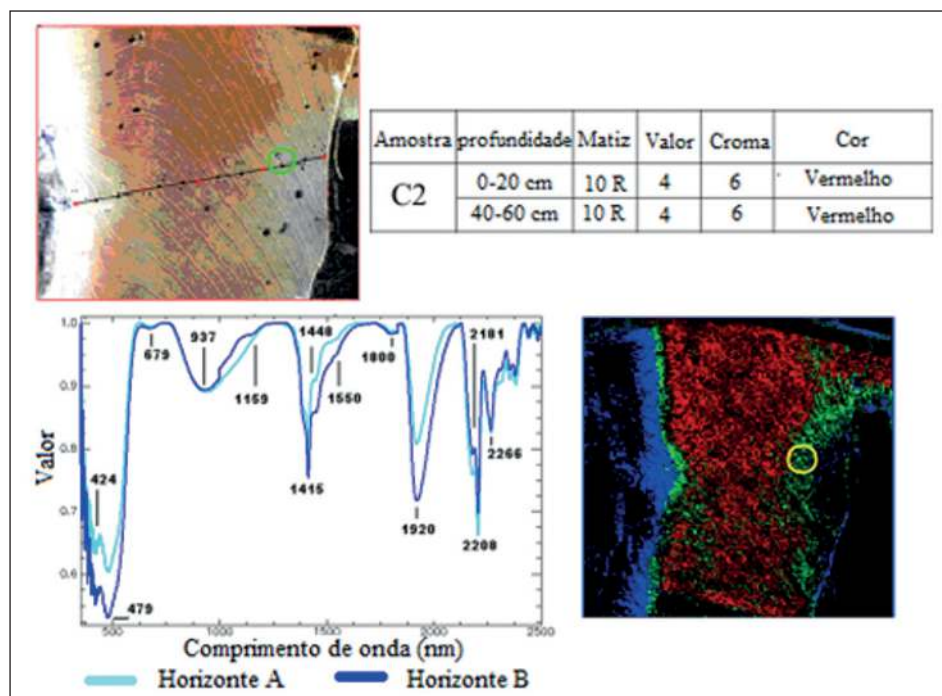 Amostra profundidade Matiz Valor Croma Cor
C2 0-20 cm 10 R 4 6 Vermelho
40-60 cm 10 R 4 6 Vermelho
1.0
0.9
0.8
0.7
0.6
Valor
679
937
1159
1448
1550
1800
2181
424
479
1415
1920
2208
2266
500 1000 1500 2000 2500
Comprimento de onda (nm)
Horizonte A Horizonte B